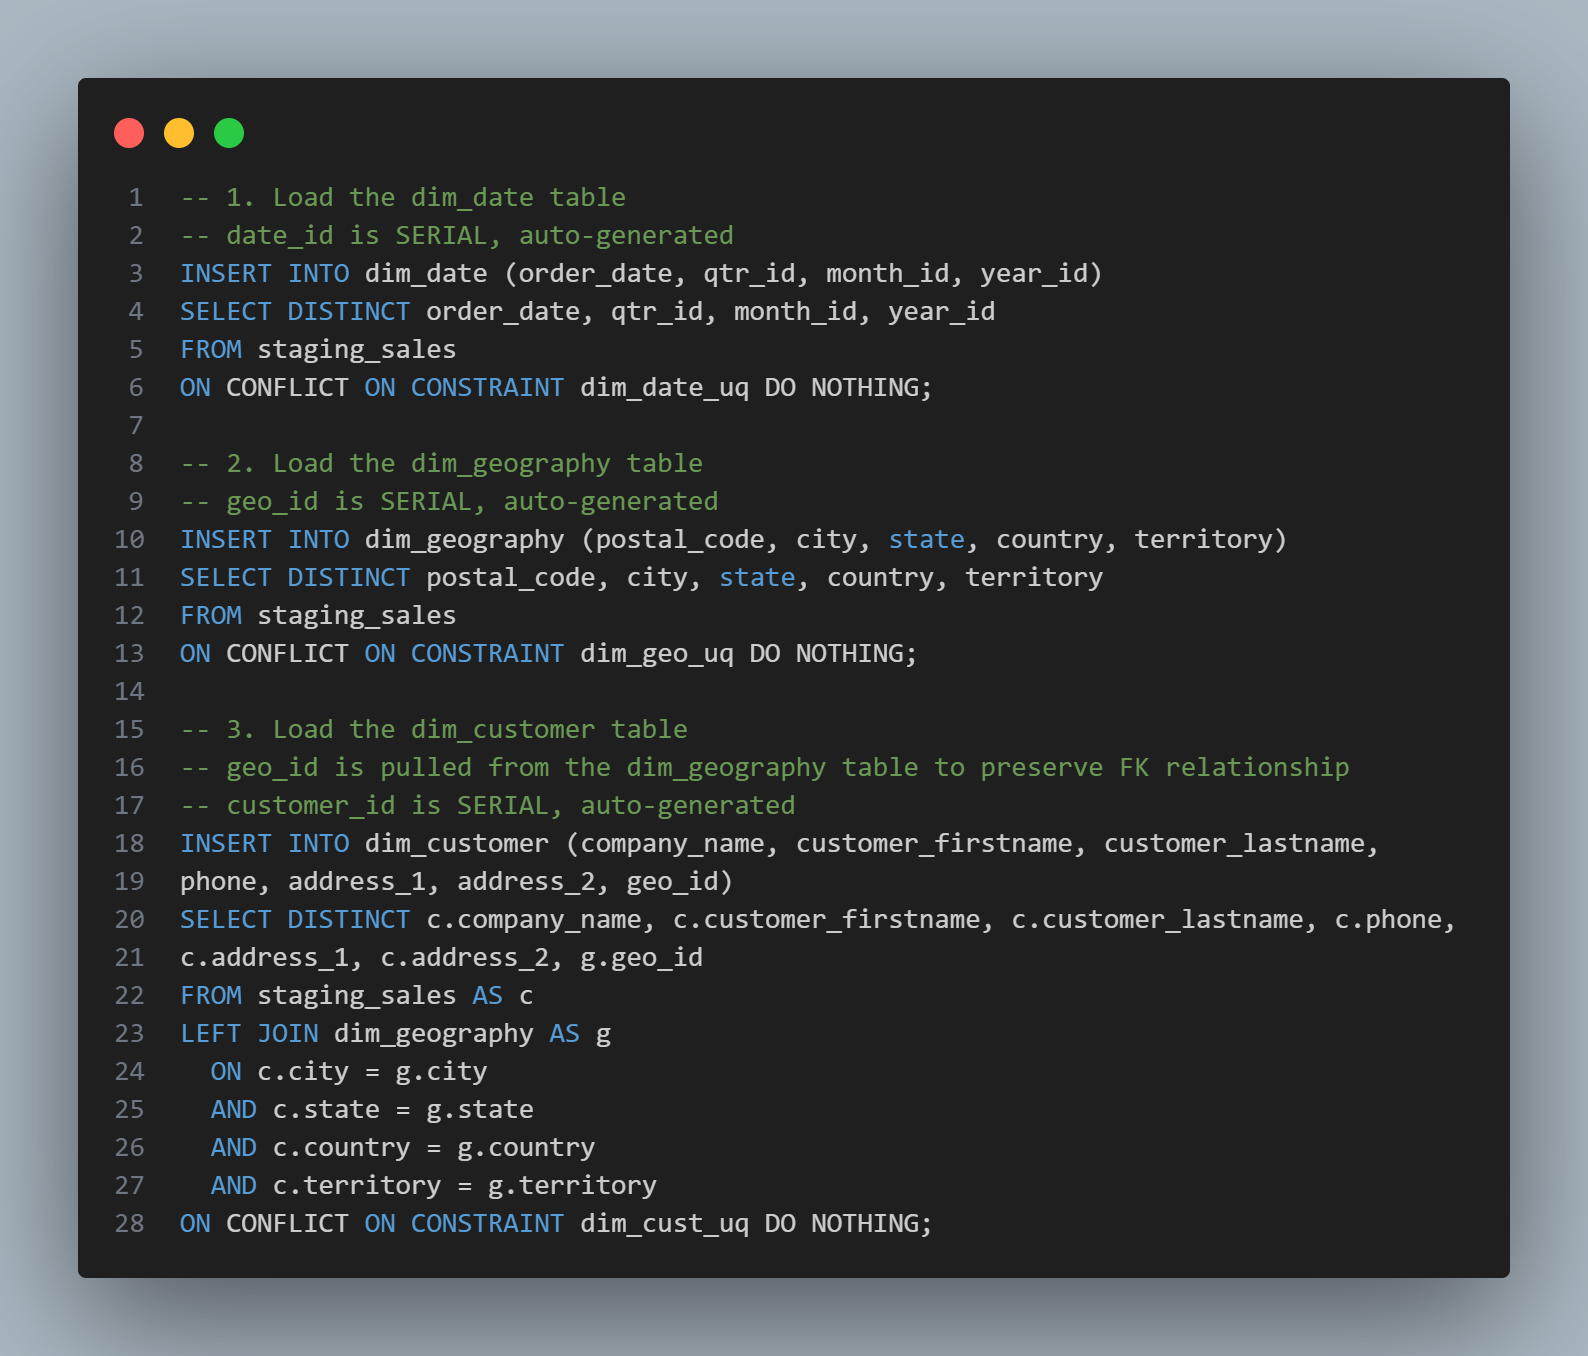 1 -- 1. Load the dim_date table
2 -- date_id is SERIAL, auto-generated
3 INSERT INTO dim_date (order_date, qtr_id, month_id, year_id)
4 SELECT DISTINCT order_date, qtr_id, month_id, year_id
5 FROM staging_sales
6 ON CONFLICT ON CONSTRAINT dim_date_uq DO NOTHING;
7
8 -- 2. Load the dim_geography table
9 -- geo_id is SERIAL, auto-generated
10 INSERT INTO dim_geography (postal_code, city, state, country, territory)
11 SELECT DISTINCT postal_code, city, state, country, territory
12 FROM staging_sales
13 ON CONFLICT ON CONSTRAINT dim_geo_uq DO NOTHING;
14
15 -- 3. Load the dim_customer table
16 -- geo_id is pulled from the dim_geography table to preserve FK relationship
17 -- customer_id is SERIAL, auto-generated
18 INSERT INTO dim_customer (company_name, customer_firstname, customer_lastname,
19 phone, address_1, address_2, geo_id)
20 SELECT DISTINCT c.company_name, c.customer_firstname, c.customer_lastname, c.phone,
21 c.address_1, c.address_2, g.geo_id
22 FROM staging_sales AS c
23 LEFT JOIN dim_geography AS g
24   ON c.city = g.city
25   AND c.state = g.state
26   AND c.country = g.country
27   AND c.territory = g.territory
28 ON CONFLICT ON CONSTRAINT dim_cust_uq DO NOTHING;